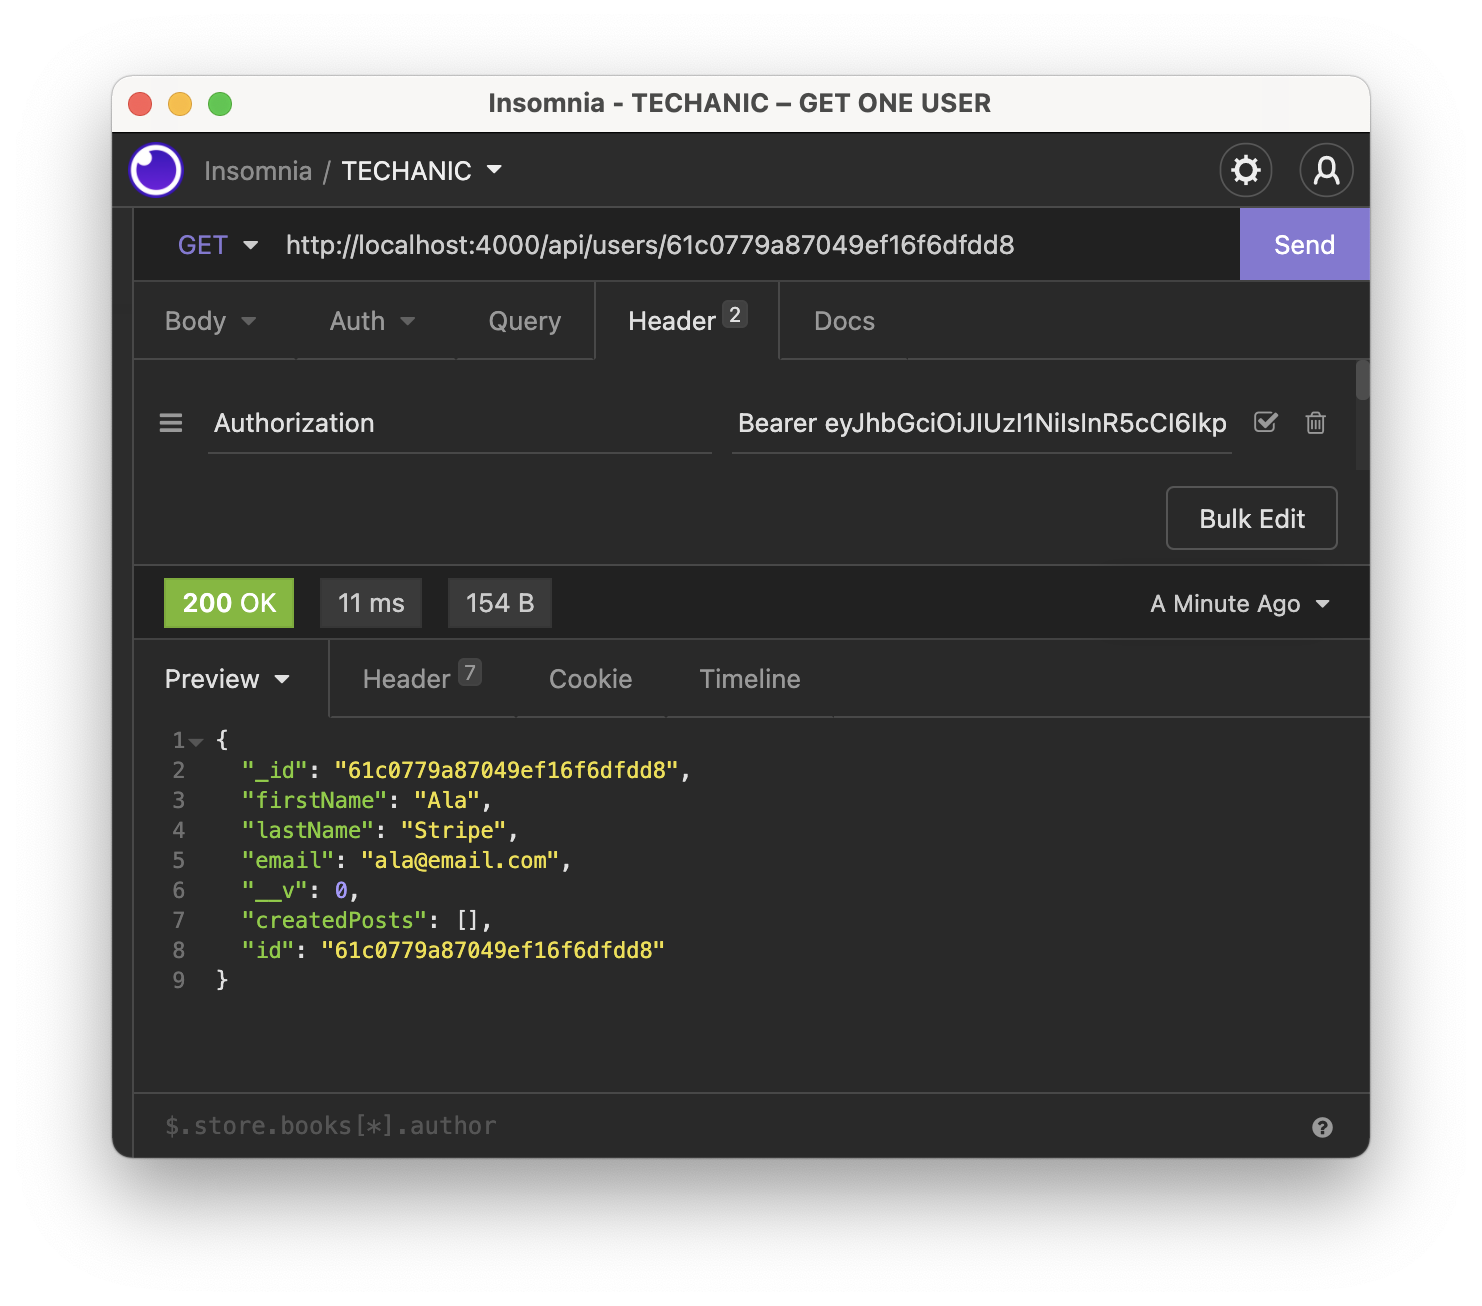 Insomnia - TECHANIC – GET ONE USER
Insomnia / TECHANIC
GET http://localhost:4000/api/users/61c0779a87049ef16f6dfdd8 Send
Body Auth Query Header 2 Docs
Authorization Bearer eyJhbGciOiJIUzI1NiIsInR5cCI6Ikp
Bulk Edit
200 OK 11 ms 154 B A Minute Ago
Preview Header 7 Cookie Timeline
1 {
2 "_id": "61c0779a87049ef16f6dfdd8",
3 "firstName": "Ala",
4 "lastName": "Stripe",
5 "email": "ala@email.com",
6 "__v": 0,
7 "createdPosts": [],
8 "id": "61c0779a87049ef16f6dfdd8"
9 }
$.store.books[*].author ?